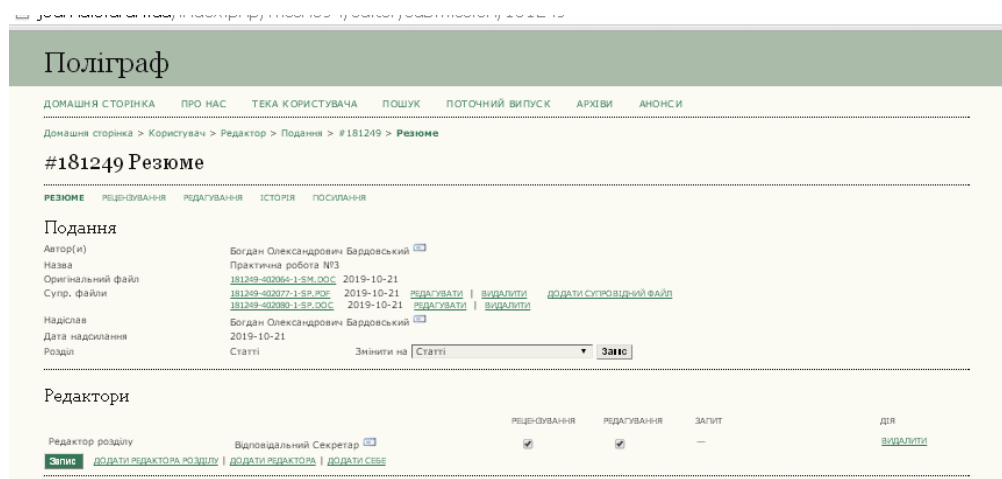 Поліграф
ДОМАШНЯ СТОРІНКА ПРО НАС ТЕКА КОРИСТУВАЧА ПОШУК ПОТОЧНИЙ ВИПУСК АРХІВИ АНОНСИ
Домашня сторінка > Користувач > Редактор > Подання > #181249 > Резюме
#181249 Резюме
РЕЗЮМЕ РЕЦЕНЗУВАННЯ РЕДАГУВАННЯ ІСТОРІЯ ПОСИЛАННЯ
Подання
Автор(и) Богдан Олександрович Бардовський
Назва Практична робота №3
Оригінальний файл 181249-402064-1-SM.DOC 2019-10-21
Супр. файли 181249-402077-1-SP.PDF 2019-10-21 РЕДАГУВАТИ | ВИДАЛИТИ ДОДАТИ СУПРОВІДНИЙ ФАЙЛ
181249-402080-1-SP.DOC 2019-10-21 РЕДАГУВАТИ | ВИДАЛИТИ
Надіслав Богдан Олександрович Бардовський
Дата надсилання 2019-10-21
Розділ Статті Змінити на Статті Запис
Редактори
РЕЦЕНЗУВАННЯ РЕДАГУВАННЯ ЗАПИТ ДІЯ
Редактор розділу Відповідальний Секретар — ВИДАЛИТИ
Запис ДОДАТИ РЕДАКТОРА РОЗДІЛУ | ДОДАТИ РЕДАКТОРА | ДОДАТИ СЕБЕ